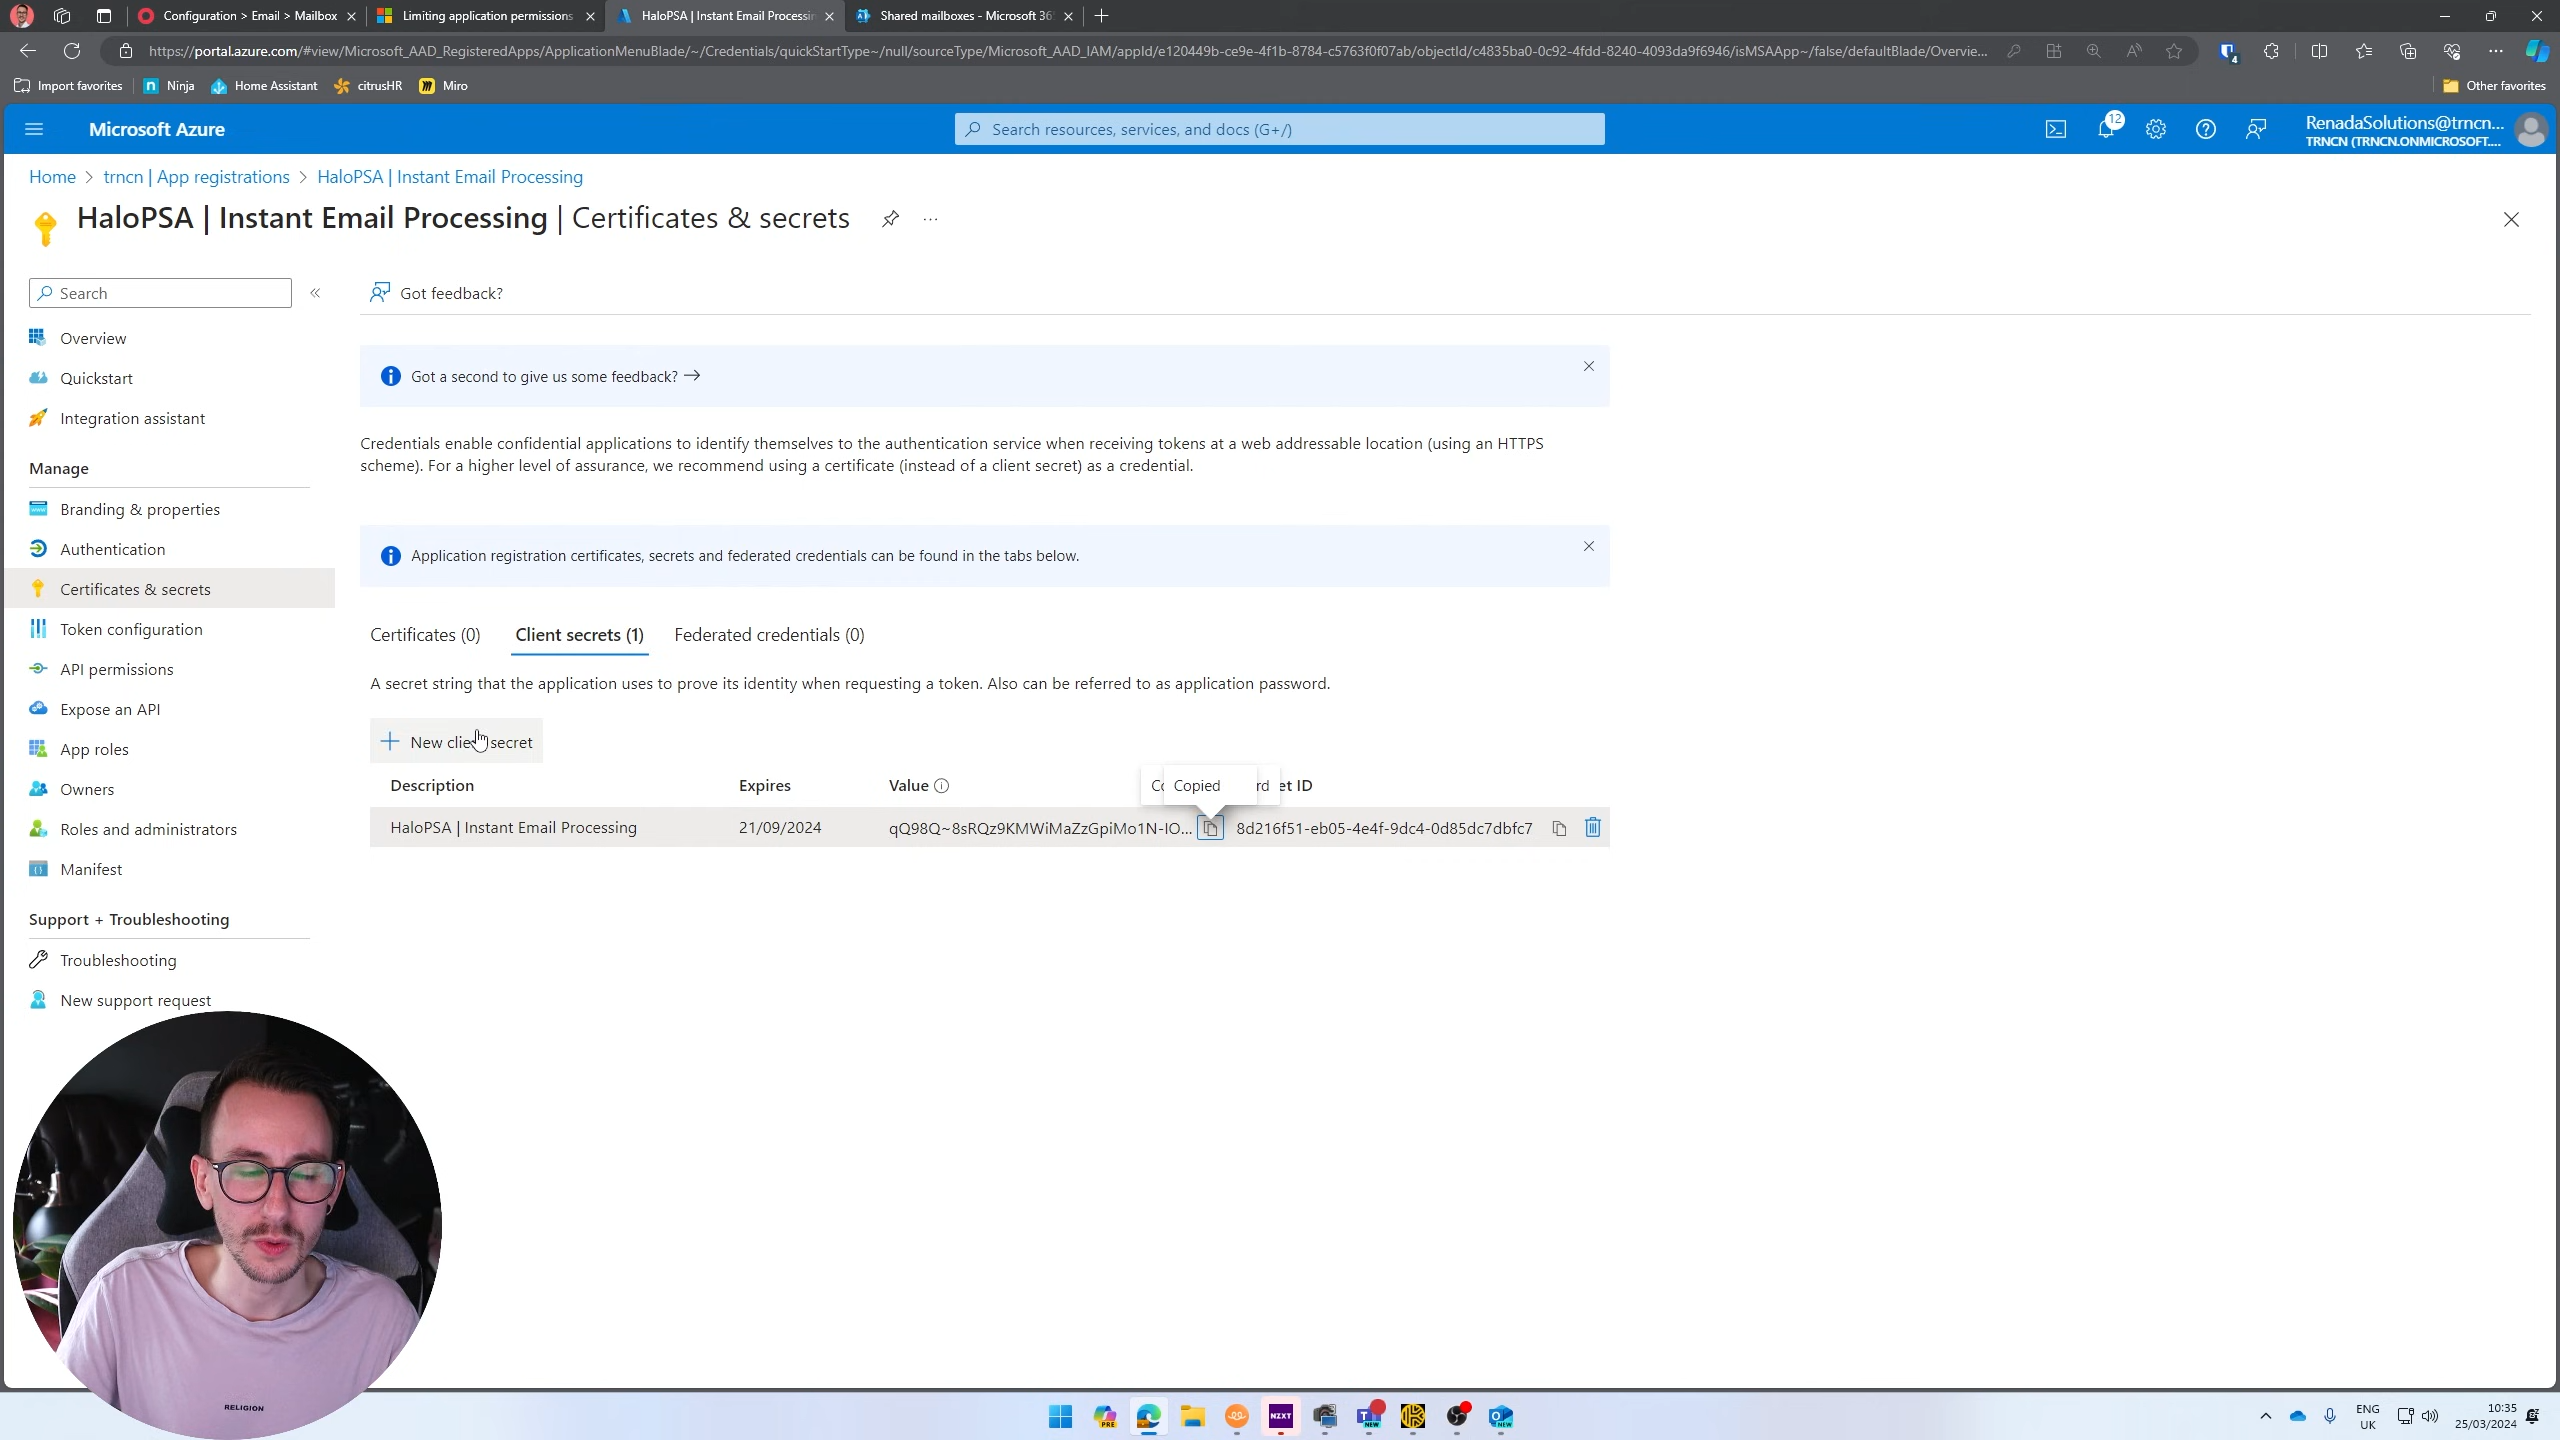 Configuration > Email > Mailbox
Limiting application permissions
HaloPSA | Instant Email Processin
Shared mailboxes - Microsoft 36
https://portal.azure.com/#view/Microsoft_AAD_RegisteredApps/ApplicationMenuBlade/~/Credentials/quickStartType~/null/sourceType/Microsoft_AAD_IAM/appId/e120449b-ce9e-4f1b-8784-c5763f0f07ab/objectId/c4835ba0-0c92-4fdd-8240-4093da9f6946/isMSAApp~/false/defaultBlade/Overvie...
4
Import favorites
Ninja
Home Assistant
citrusHR
Miro
Other favorites
Microsoft Azure
Search resources, services, and docs (G+/)
12
RenadaSolutions@trncn...
TRNCN (TRNCN.ONMICROSOFT....
Home > trncn | App registrations > HaloPSA | Instant Email Processing
HaloPSA | Instant Email Processing | Certificates & secrets
Search
Got feedback?
Overview
Quickstart
Integration assistant
Manage
Branding & properties
Authentication
Certificates & secrets
Token configuration
API permissions
Expose an API
App roles
Owners
Roles and administrators
Manifest
Support + Troubleshooting
Troubleshooting
New support request
Got a second to give us some feedback?
Credentials enable confidential applications to identify themselves to the authentication service when receiving tokens at a web addressable location (using an HTTPS
scheme). For a higher level of assurance, we recommend using a certificate (instead of a client secret) as a credential.
Application registration certificates, secrets and federated credentials can be found in the tabs below.
Certificates (0)
Client secrets (1)
Federated credentials (0)
A secret string that the application uses to prove its identity when requesting a token. Also can be referred to as application password.
New clie secret
Description
Expires
Value
Copied
rd
et ID
HaloPSA | Instant Email Processing
21/09/2024
qQ98Q~8sRQz9KMWiMaZzGpiMo1N-IO...
8d216f51-eb05-4e4f-9dc4-0d85dc7dbfc7
RELIGION
PRE
NZXT
NEW
NEW
ENG
UK
10:35
25/03/2024